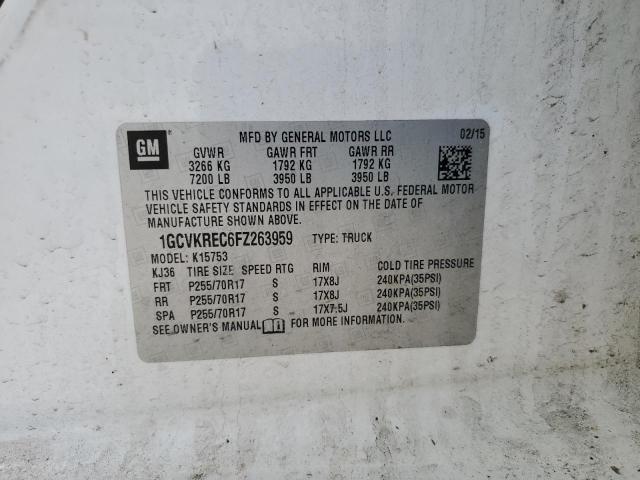 GM
MFD BY GENERAL MOTORS LLC 02/15
GVWR GAWR FRT GAWR RR
3266 KG 1792 KG 1792 KG
7200 LB 3950 LB 3950 LB
THIS VEHICLE CONFORMS TO ALL APPLICABLE U.S. FEDERAL MOTOR
VEHICLE SAFETY STANDARDS IN EFFECT ON THE DATE OF
MANUFACTURE SHOWN ABOVE.
1GCVKREC6FZ263959 TYPE: TRUCK
MODEL: K15753
KJ36 TIRE SIZE SPEED RTG RIM COLD TIRE PRESSURE
FRT P255/70R17 S 17X8J 240KPA(35PSI)
RR P255/70R17 S 17X8J 240KPA(35PSI)
SPA P255/70R17 S 17X7.5J 240KPA(35PSI)
SEE OWNER'S MANUAL FOR MORE INFORMATION.